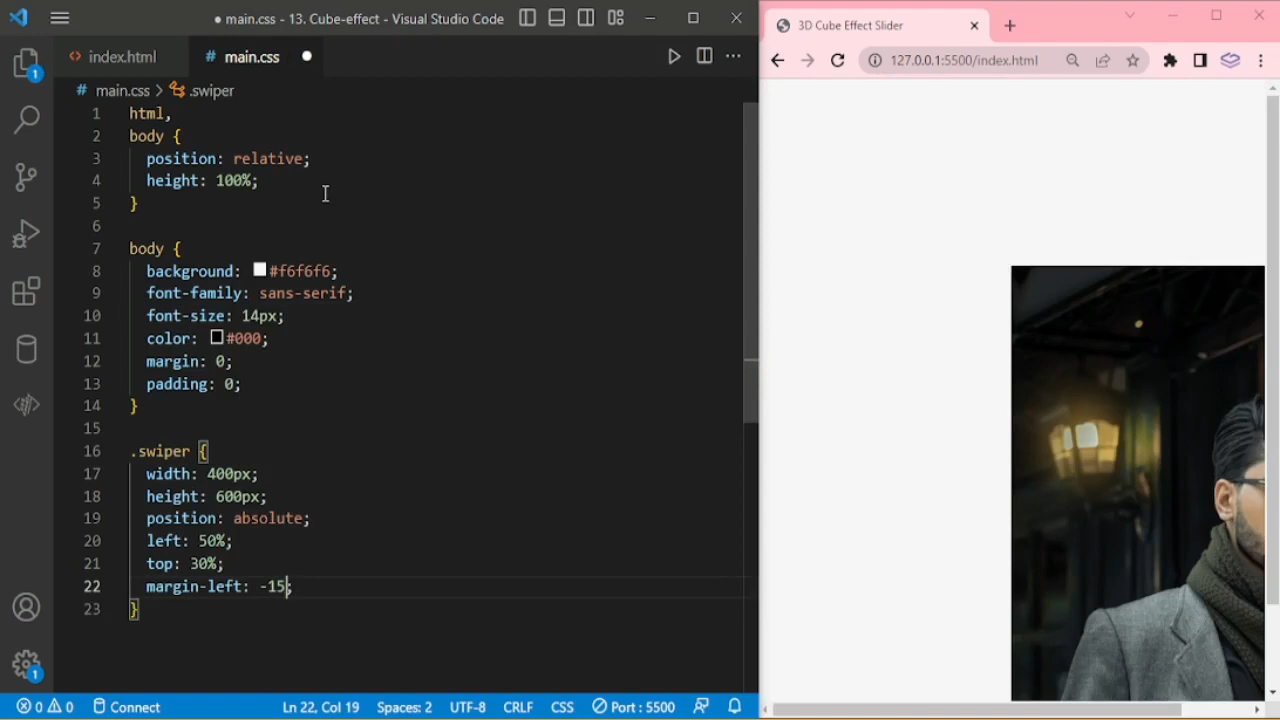 ● main.css - 13. Cube-effect - Visual Studio Code
index.html
# main.css ●
# main.css > .swiper
1 html,
2 body {
3 position: relative;
4 height: 100%;
5 }
6
7 body {
8 background: #f6f6f6;
9 font-family: sans-serif;
10 font-size: 14px;
11 color: #000;
12 margin: 0;
13 padding: 0;
14 }
15
16 .swiper {
17 width: 400px;
18 height: 600px;
19 position: absolute;
20 left: 50%;
21 top: 30%;
22 margin-left: -15;
23 }
1
1
0 0 Connect
Ln 22, Col 19 Spaces: 2 UTF-8 CRLF CSS Port : 5500
3D Cube Effect Slider
127.0.0.1:5500/index.html